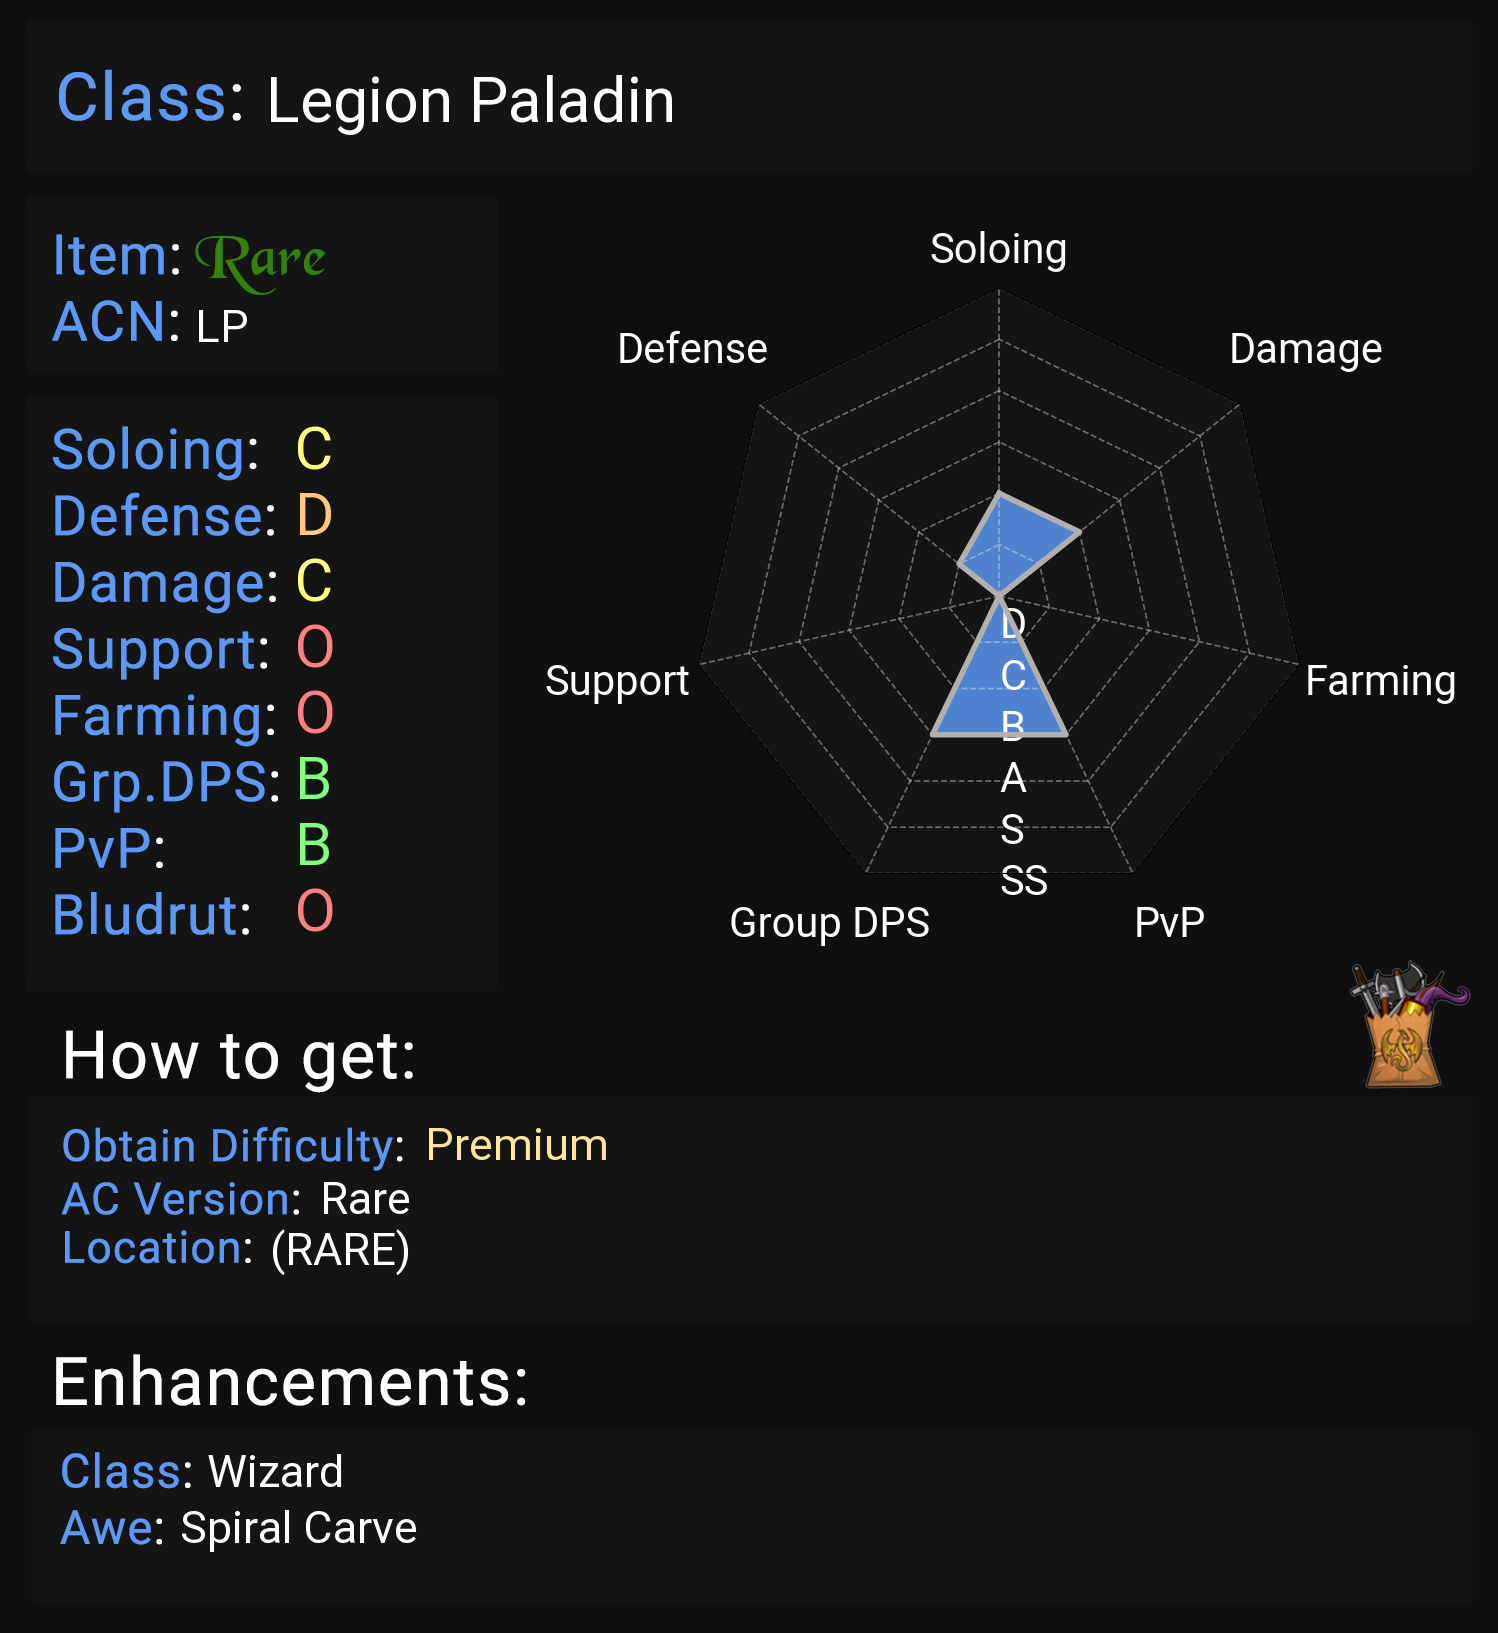 Class: Legion Paladin
Item: Rare
ACN: LP
Soloing: C
Defense: D
Damage: C
Support: O
Farming: O
Grp.DPS: B
PvP: B
Bludrut: O
Soloing
Defense
Damage
Support
Farming
D
C
B
A
S
SS
Group DPS
PvP
How to get:
Obtain Difficulty: Premium
AC Version: Rare
Location: (RARE)
Enhancements:
Class: Wizard
Awe: Spiral Carve